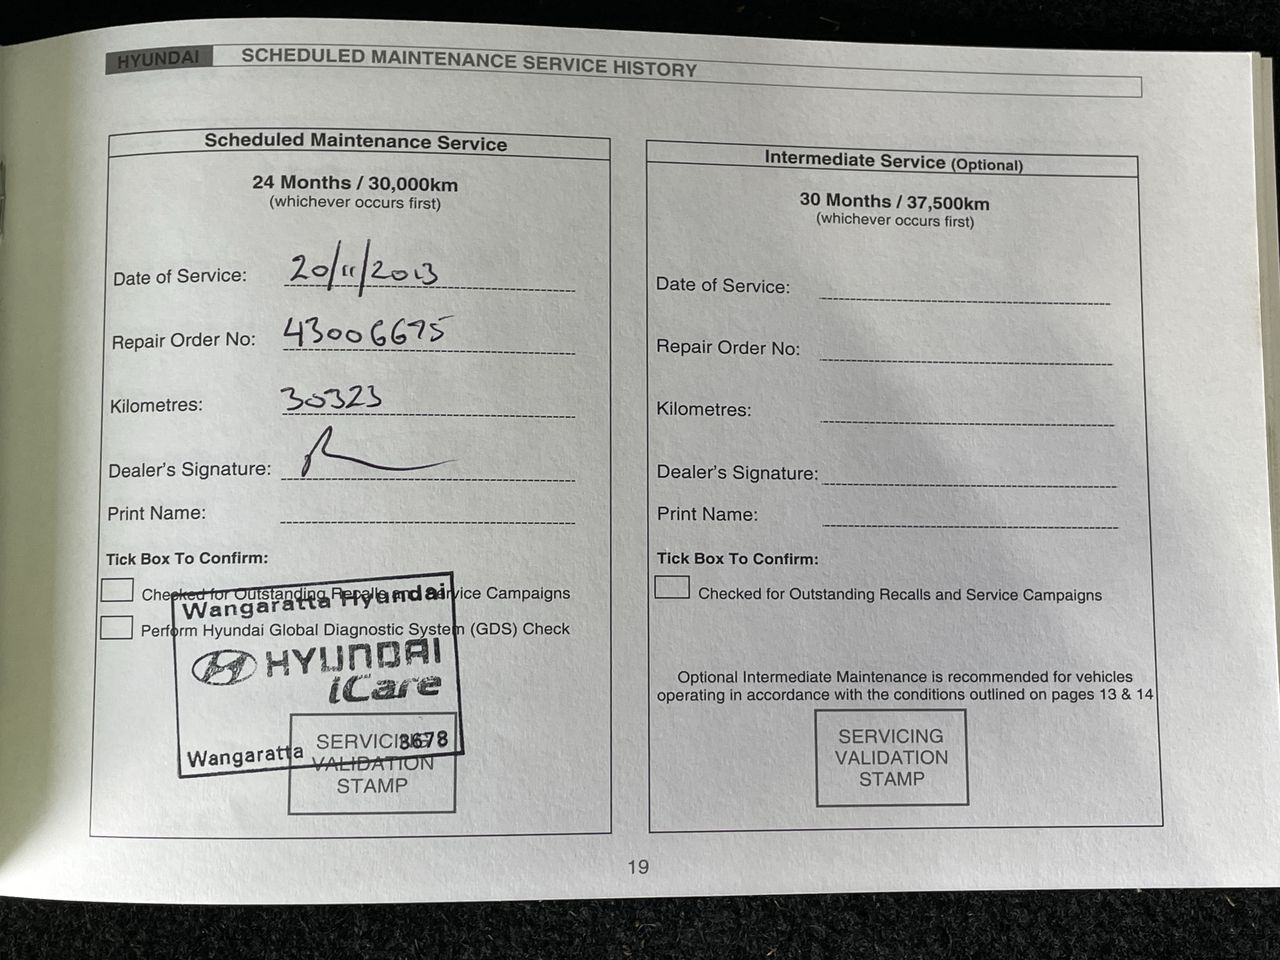 HYUNDAI SCHEDULED MAINTENANCE SERVICE HISTORY
Scheduled Maintenance Service
24 Months / 30,000km
(whichever occurs first)
Date of Service: 20/11/2013
Repair Order No: 43006675
Kilometres: 30323
Dealer's Signature:
Print Name:
Tick Box To Confirm:
Checked for Outstanding Recalls and Service Campaigns
Perform Hyundai Global Diagnostic System (GDS) Check
Wangaratta Hyundai
HYUNDAI
iCare
Wangaratta 3678
SERVICING
VALIDATION
STAMP
Intermediate Service (Optional)
30 Months / 37,500km
(whichever occurs first)
Date of Service:
Repair Order No:
Kilometres:
Dealer's Signature:
Print Name:
Tick Box To Confirm:
Checked for Outstanding Recalls and Service Campaigns
Optional Intermediate Maintenance is recommended for vehicles
operating in accordance with the conditions outlined on pages 13 & 14
SERVICING
VALIDATION
STAMP
19